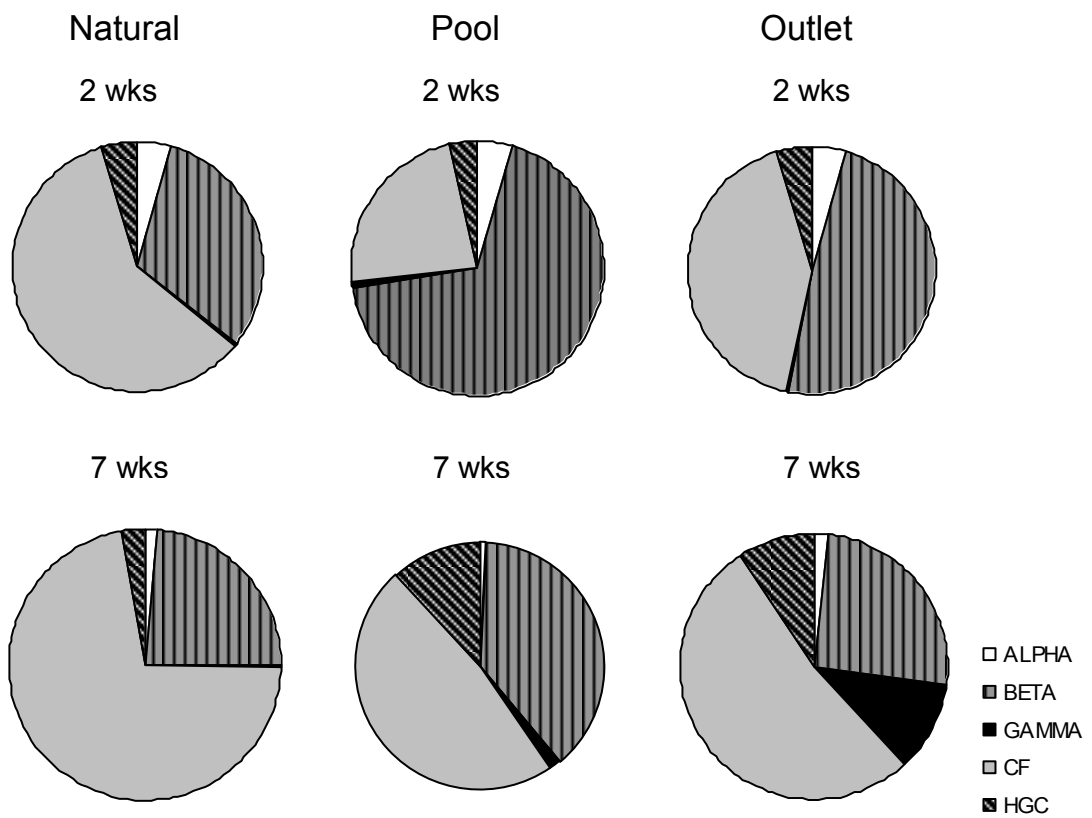 Natural Pool Outlet
2 wks 2 wks 2 wks
7 wks 7 wks 7 wks
ALPHA
BETA
GAMMA
CF
HGC